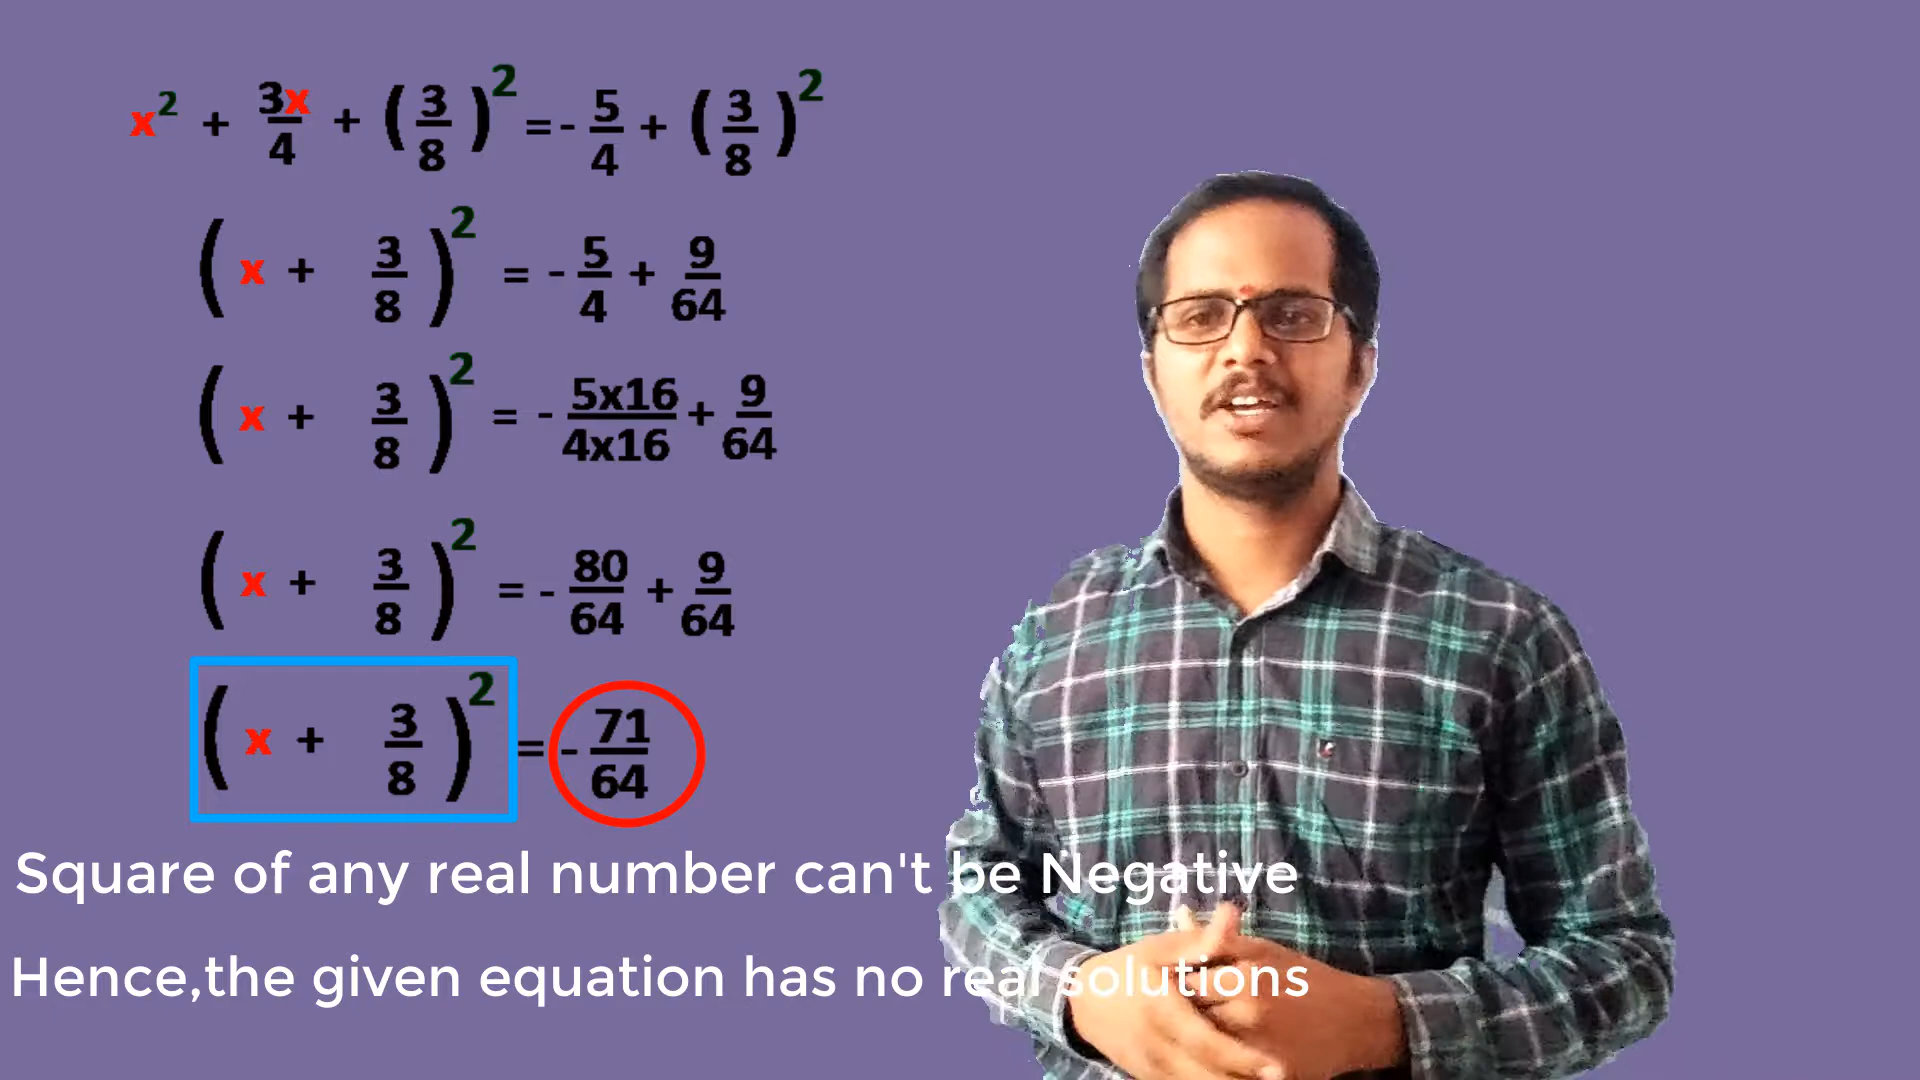 x² + 3x/4 + (3/8)² = - 5/4 + (3/8)²
(x + 3/8)² = - 5/4 + 9/64
(x + 3/8)² = - 5x16/4x16 + 9/64
(x + 3/8)² = - 80/64 + 9/64
(x + 3/8)² = - 71/64
Square of any real number can't be Negative
Hence,the given equation has no real solutions